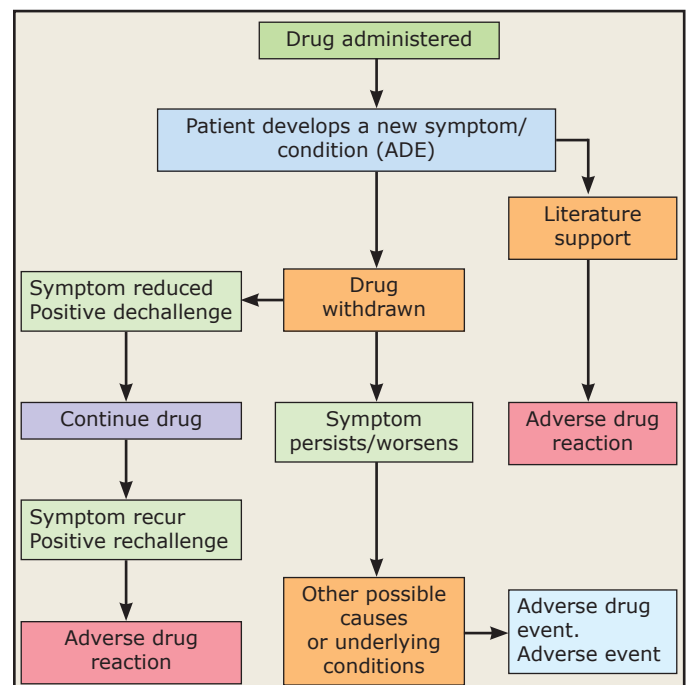 Drug administered
Patient develops a new symptom/
condition (ADE)
Literature
support
Symptom reduced
Positive dechallenge
Drug
withdrawn
Continue drug
Symptom
persists/worsens
Adverse drug
reaction
Symptom recur
Positive rechallenge
Other possible
causes
or underlying
conditions
Adverse drug
event.
Adverse event
Adverse drug
reaction